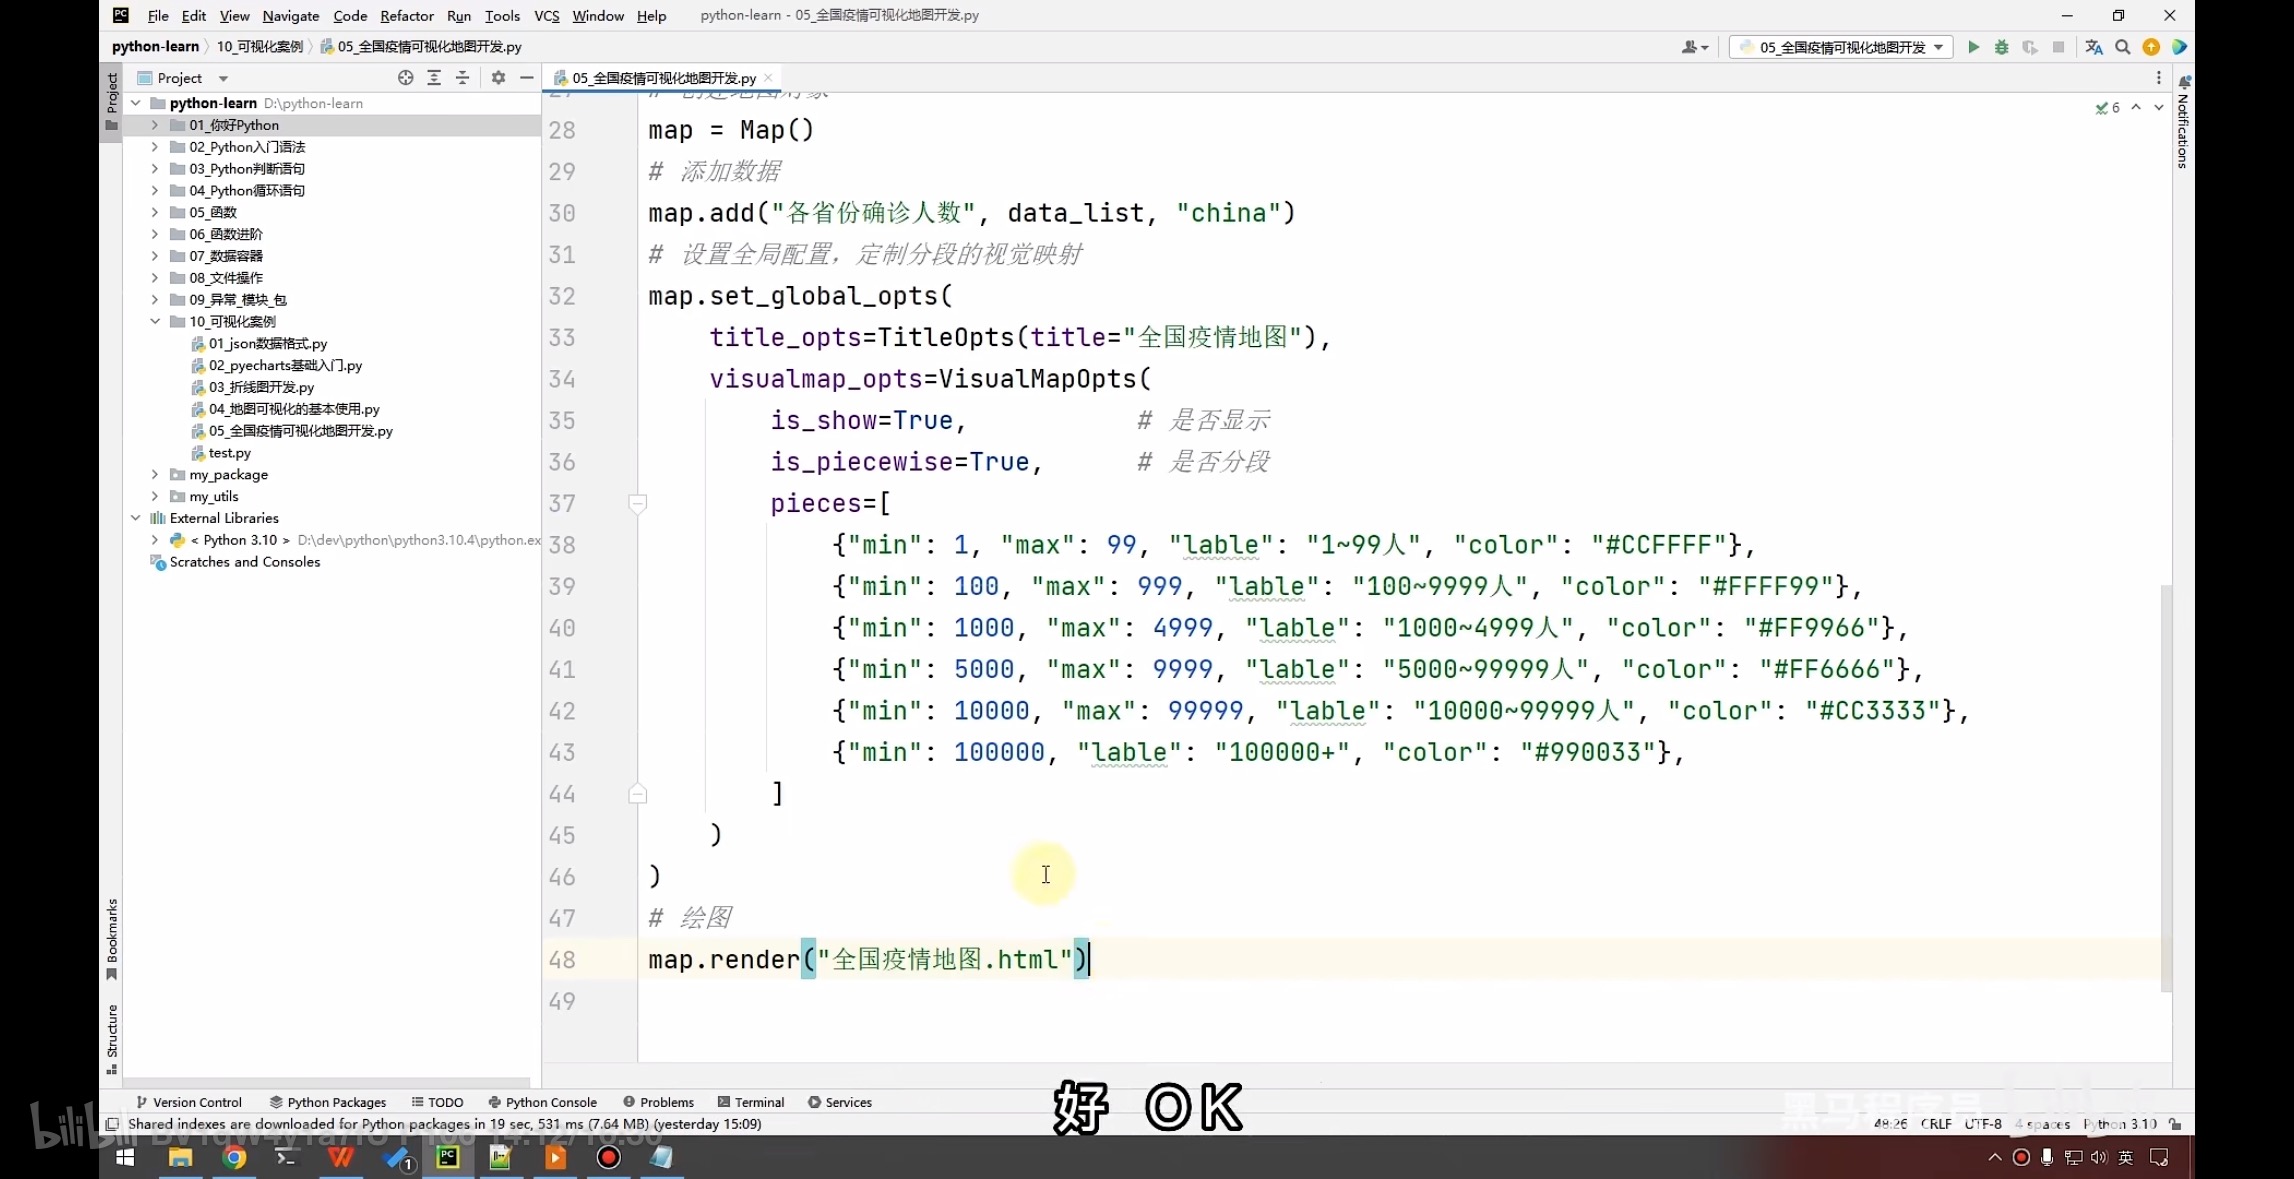 File Edit View Navigate Code Refactor Run Tools VCS Window Help python-learn - 05_全国疫情可视化地图开发.py
python-learn 10_可视化案例 05_全国疫情可视化地图开发.py
05_全国疫情可视化地图开发
Project
05_全国疫情可视化地图开发.py
Project
python-learn D:\python-learn
01_你好Python
02_Python入门语法
03_Python判断语句
04_Python循环语句
05_函数
06_函数进阶
07_数据容器
08_文件操作
09_异常_模块_包
10_可视化案例
01_json数据格式.py
02_pyecharts基础入门.py
03_折线图开发.py
04_地图可视化的基本使用.py
05_全国疫情可视化地图开发.py
test.py
my_package
my_utils
External Libraries
< Python 3.10 > D:\dev\python\python3.10.4\python.ex
Scratches and Consoles
Bookmarks
Structure
27 # 创建地图对象
28 map = Map()
29 # 添加数据
30 map.add("各省份确诊人数", data_list, "china")
31 # 设置全局配置，定制分段的视觉映射
32 map.set_global_opts(
33 title_opts=TitleOpts(title="全国疫情地图"),
34 visualmap_opts=VisualMapOpts(
35 is_show=True, # 是否显示
36 is_piecewise=True, # 是否分段
37 pieces=[
38 {"min": 1, "max": 99, "lable": "1~99人", "color": "#CCFFFF"},
39 {"min": 100, "max": 999, "lable": "100~9999人", "color": "#FFFF99"},
40 {"min": 1000, "max": 4999, "lable": "1000~4999人", "color": "#FF9966"},
41 {"min": 5000, "max": 9999, "lable": "5000~99999人", "color": "#FF6666"},
42 {"min": 10000, "max": 99999, "lable": "10000~99999人", "color": "#CC3333"},
43 {"min": 100000, "lable": "100000+", "color": "#990033"},
44 ]
45 )
46 )
47 # 绘图
48 map.render("全国疫情地图.html")
49
6
Notifications
好 OK
Version Control Python Packages TODO Python Console Problems Terminal Services
Shared indexes are downloaded for Python packages in 19 sec, 531 ms (7.64 MB) (yesterday 15:09)
48:26 CRLF UTF-8 4 spaces Python 3.10
bilibili
黑马程序员
1
英